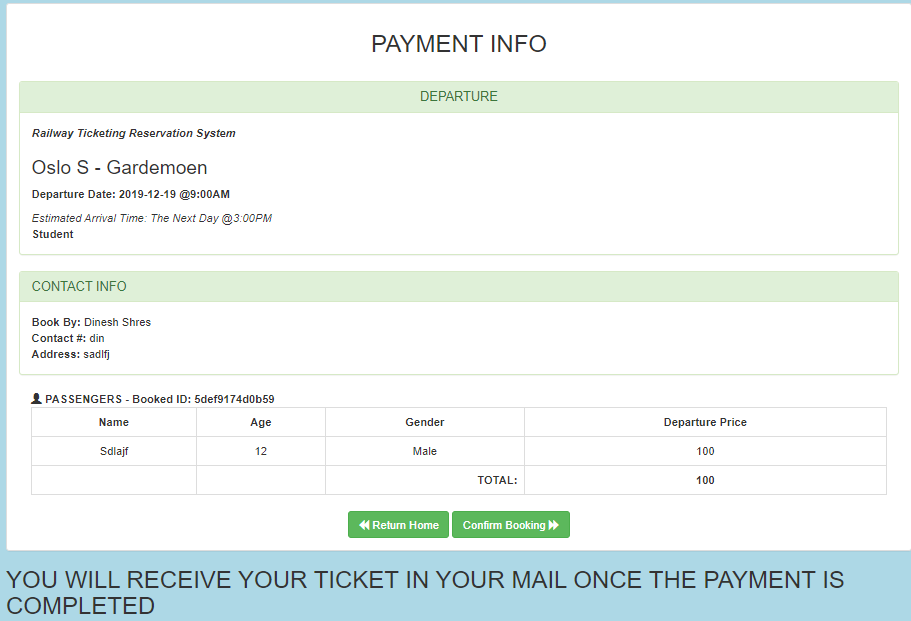 PAYMENT INFO
DEPARTURE
Railway Ticketing Reservation System
Oslo S - Gardemoen
Departure Date: 2019-12-19 @9:00AM
Estimated Arrival Time: The Next Day @3:00PM
Student
CONTACT INFO
Book By: Dinesh Shres
Contact #: din
Address: sadlfj
PASSENGERS - Booked ID: 5def9174d0b59
Name Age Gender Departure Price
Sdlajf 12 Male 100
TOTAL: 100
Return Home Confirm Booking
YOU WILL RECEIVE YOUR TICKET IN YOUR MAIL ONCE THE PAYMENT IS
COMPLETED